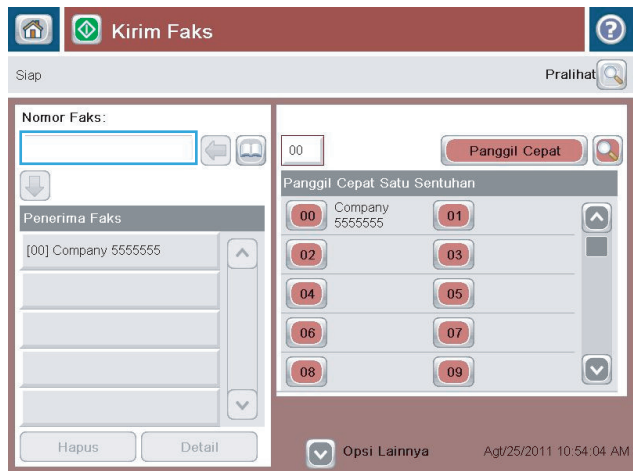 Kirim Faks
Siap
Pralihat
Nomor Faks:
00
Panggil Cepat
Panggil Cepat Satu Sentuhan
Penerima Faks
[00] Company 5555555
00 Company 5555555 01
02 03
04 05
06 07
08 09
Hapus Detail
Opsi Lainnya
Agt/25/2011 10:54:04 AM